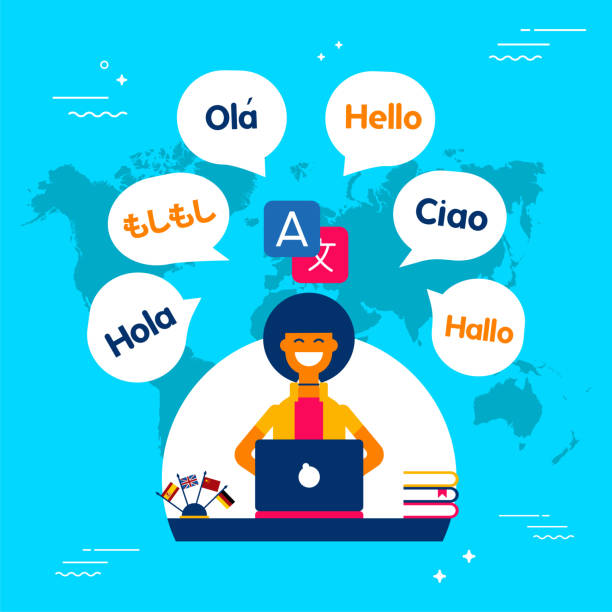 Olá
Hello
もしもし
Ciao
Hola
Hallo
A
文